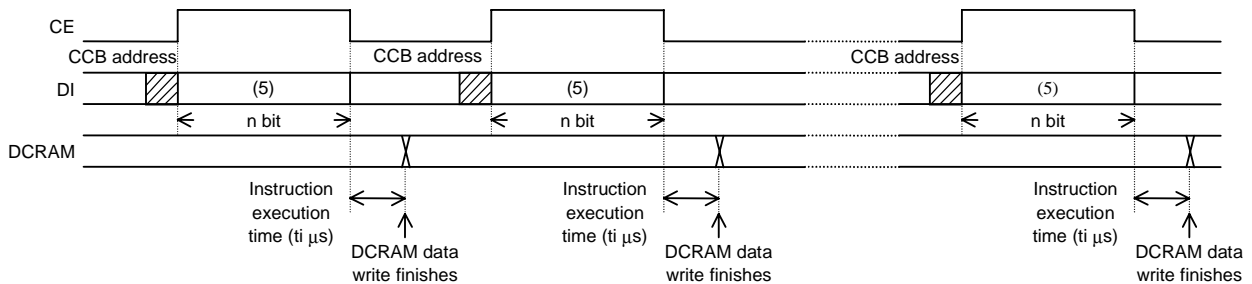 CE
CCB address
CCB address
CCB address
DI
(5)
(5)
(5)
n bit
n bit
n bit
DCRAM
Instruction
execution
time (ti μs)
Instruction
execution
time (ti μs)
Instruction
execution
time (ti μs)
DCRAM data
write finishes
DCRAM data
write finishes
DCRAM data
write finishes